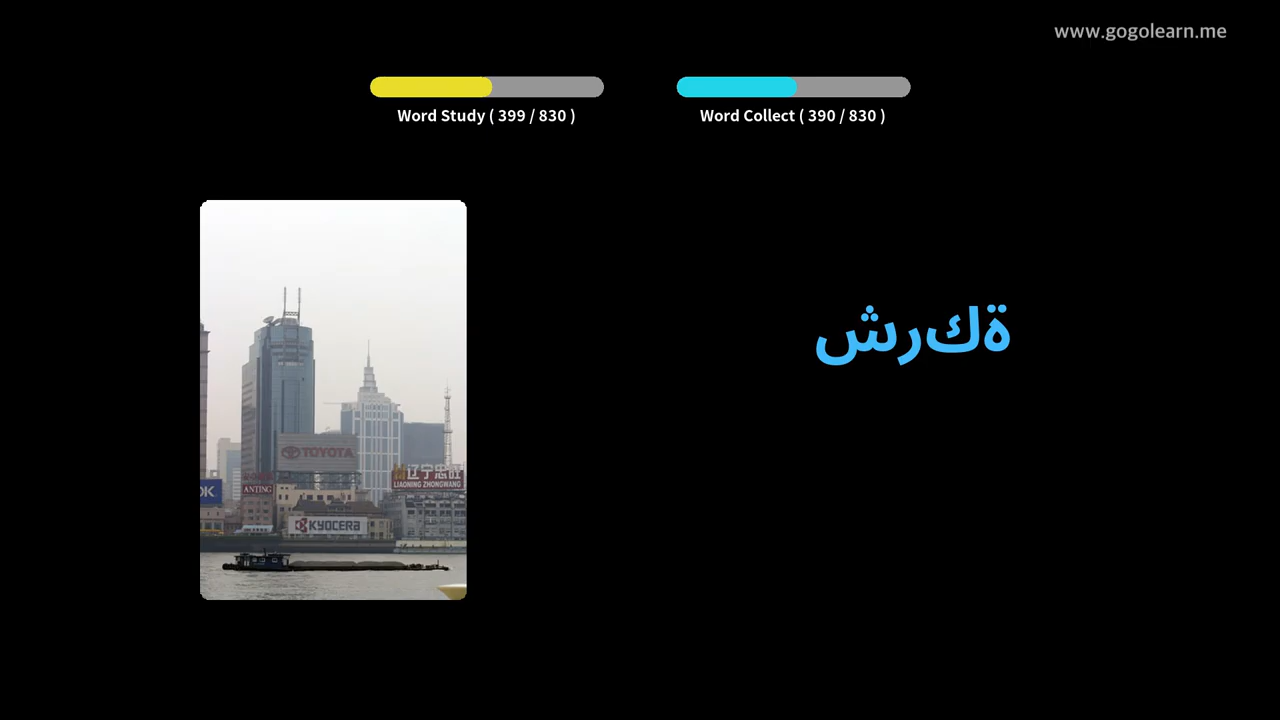 www.gogolearn.me
Word Study ( 399 / 830 )
Word Collect ( 390 / 830 )
شركة
TOYOTA
辽宁忠旺
LIAONING ZHONGWANG
OK
ANTING
KYOCERA